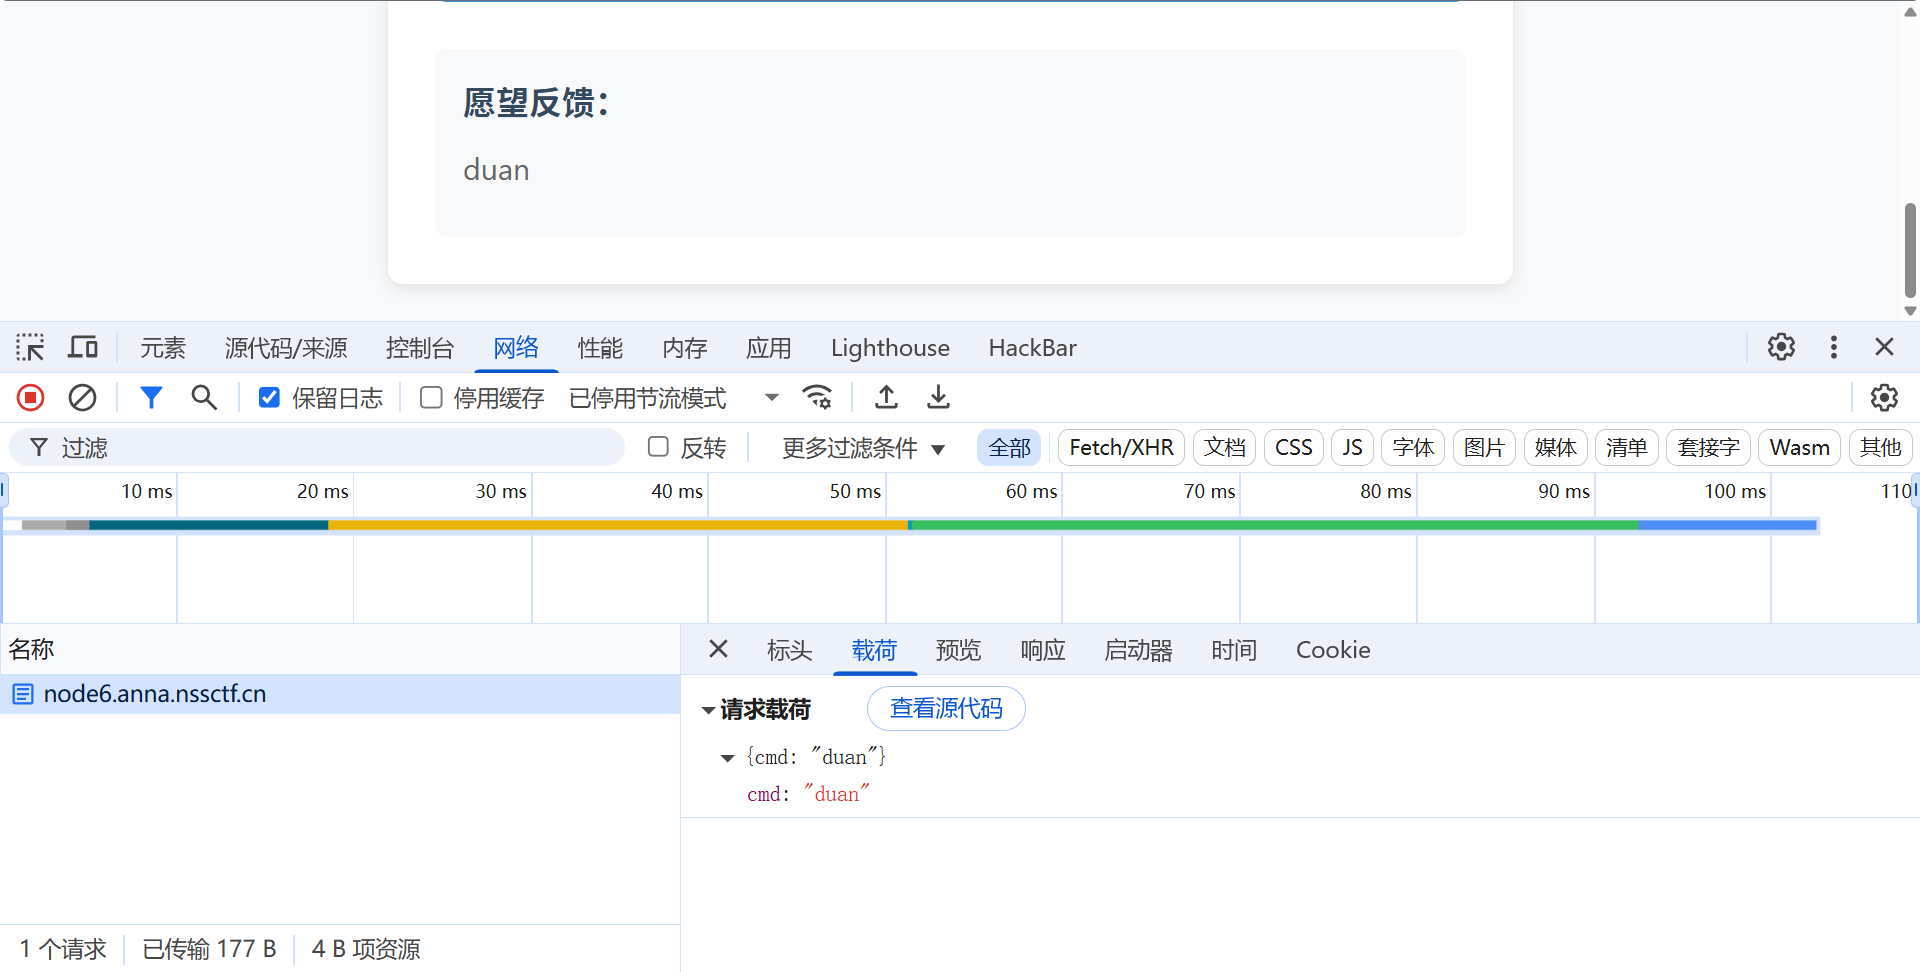 愿望反馈：
duan
元素 源代码/来源 控制台 网络 性能 内存 应用 Lighthouse HackBar
保留日志 停用缓存 已停用节流模式
过滤 反转 更多过滤条件 全部 Fetch/XHR 文档 CSS JS 字体 图片 媒体 清单 套接字 Wasm 其他
10 ms 20 ms 30 ms 40 ms 50 ms 60 ms 70 ms 80 ms 90 ms 100 ms 110
名称 标头 载荷 预览 响应 启动器 时间 Cookie
node6.anna.nssctf.cn
请求载荷 查看源代码
{cmd: "duan"}
cmd: "duan"
1 个请求 已传输 177 B 4 B 项资源